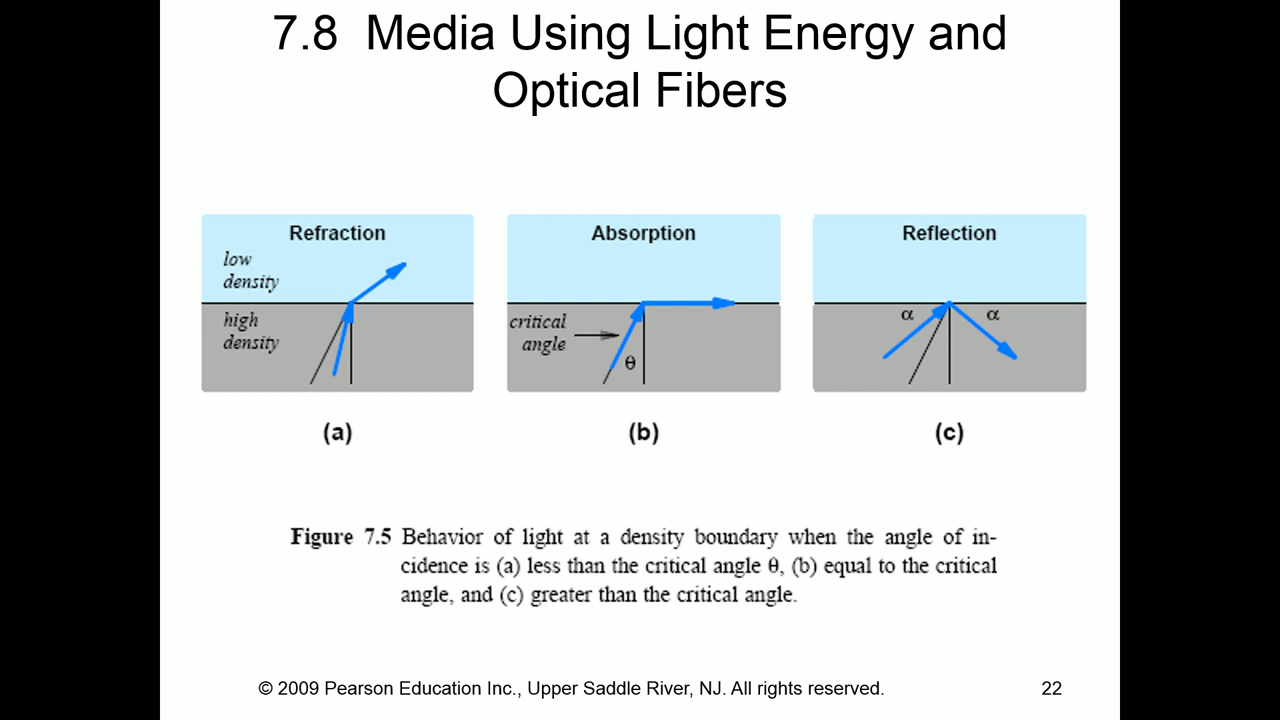 7.8  Media Using Light Energy and
Optical Fibers
Refraction
low
density
high
density
(a)
Absorption
critical
angle
θ
(b)
Reflection
α
α
(c)
Figure 7.5 Behavior of light at a density boundary when the angle of in-
cidence is (a) less than the critical angle θ, (b) equal to the critical
angle, and (c) greater than the critical angle.
© 2009 Pearson Education Inc., Upper Saddle River, NJ. All rights reserved.
22